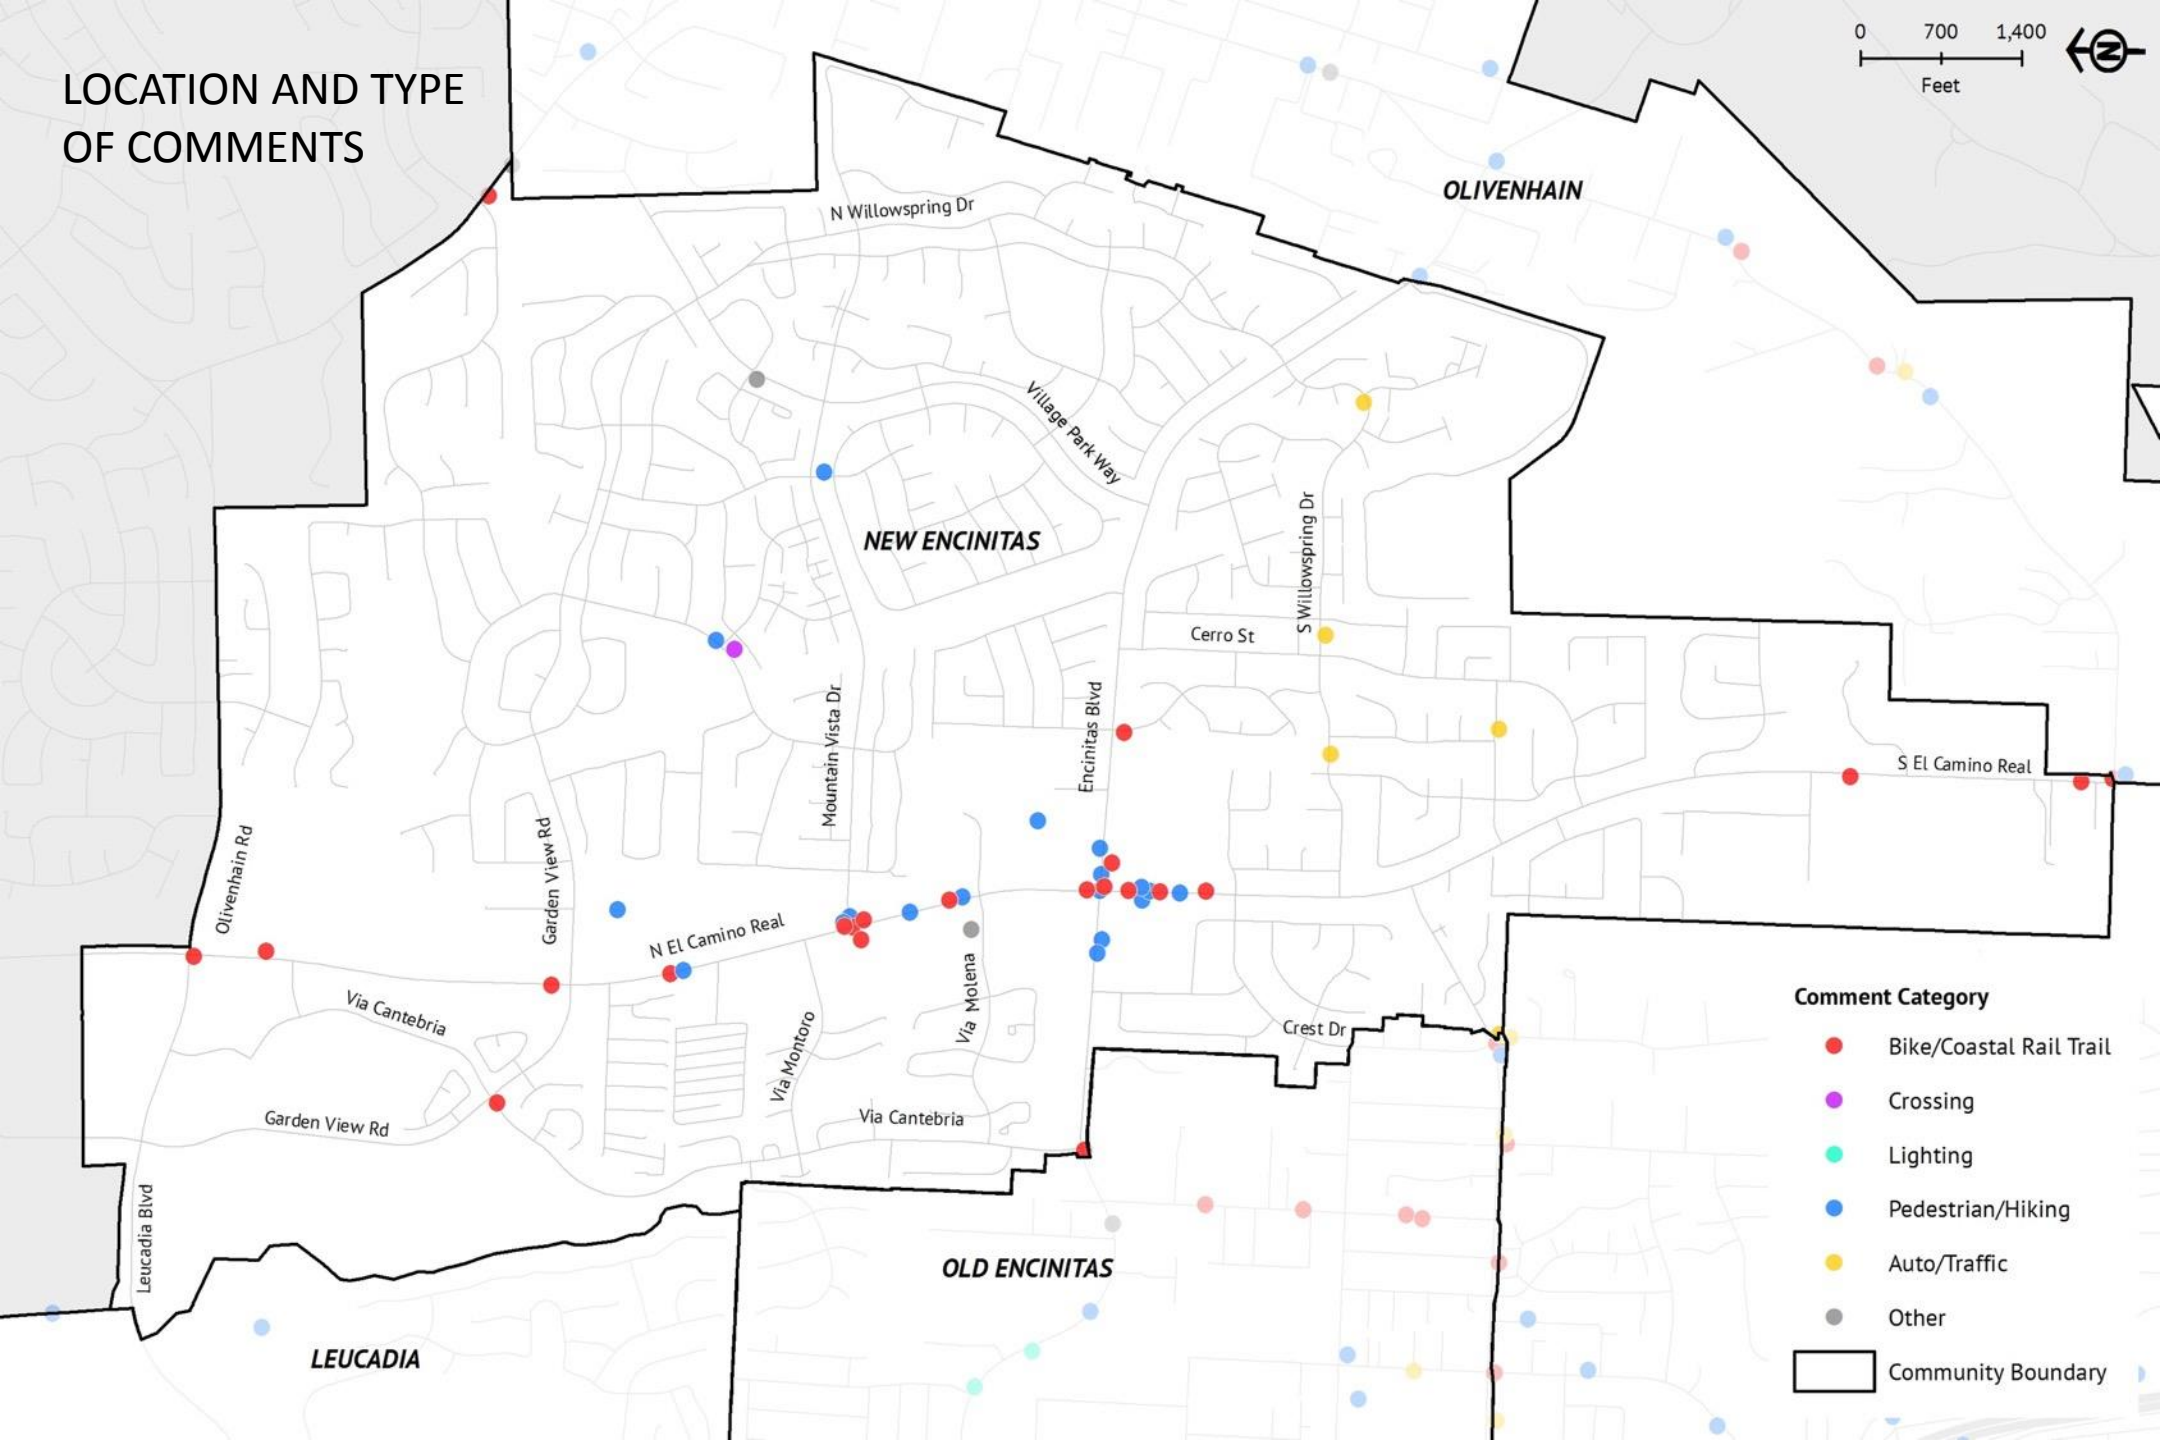 LOCATION AND TYPE
OF COMMENTS
0 700 1,400
Feet
N
OLIVENHAIN
N Willowspring Dr
Village Park Way
NEW ENCINITAS
S Willowspring Dr
Cerro St
Mountain Vista Dr
Encinitas Blvd
S El Camino Real
Olivenhain Rd
Garden View Rd
N El Camino Real
Via Cantebria
Via Molena
Via Montoro
Crest Dr
Garden View Rd
Via Cantebria
Leucadia Blvd
OLD ENCINITAS
LEUCADIA
Comment Category
Bike/Coastal Rail Trail
Crossing
Lighting
Pedestrian/Hiking
Auto/Traffic
Other
Community Boundary